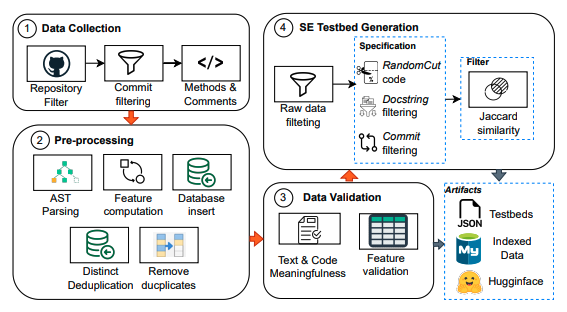 1 Data Collection
Repository
Filter
Commit
filtering
</>
Methods &
Comments
2 Pre-processing
AST
Parsing
Feature
computation
Database
insert
Distinct
Deduplication
Remove
ducplicates
3 Data Validation
Text & Code
Meaningfulness
Feature
validation
4 SE Testbed Generation
Raw data
filteting
Specification
RandomCut
code
Docstring
filtering
Commit
filtering
Filter
Jaccard
similarity
Artifacts
JSON
Testbeds
My
Indexed
Data
Hugginface